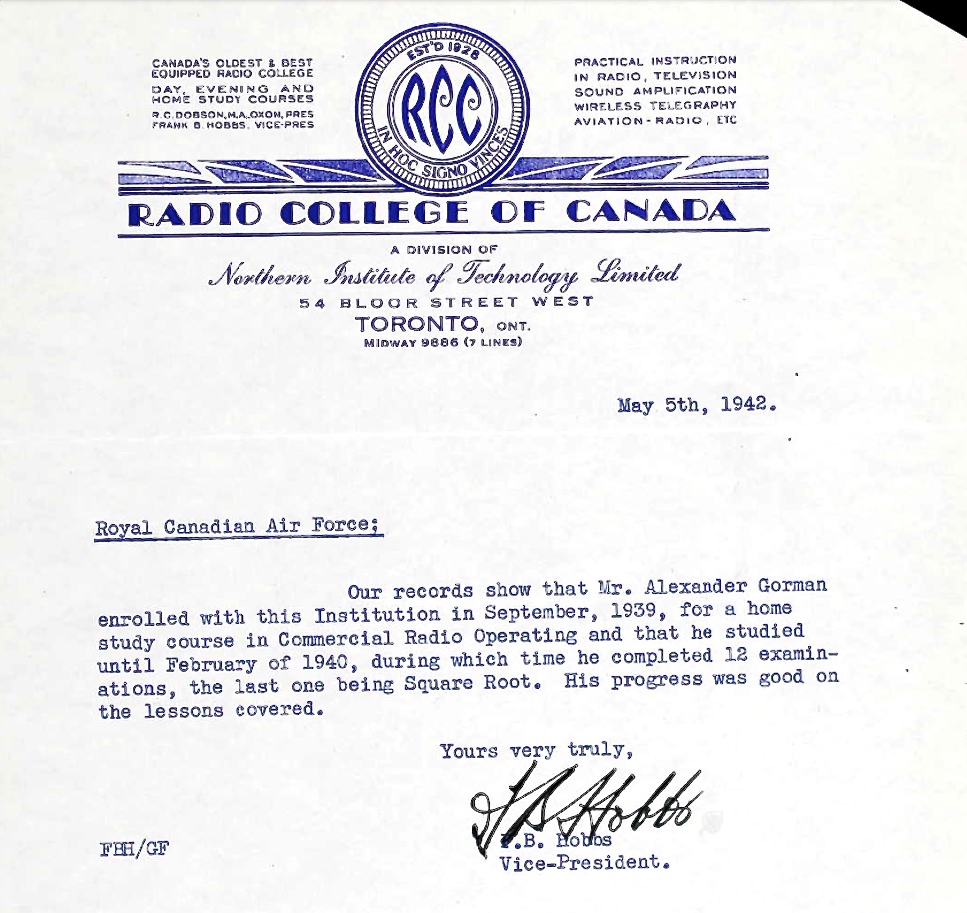 CANADA'S OLDEST & BEST
EQUIPPED RADIO COLLEGE
DAY, EVENING AND
HOME STUDY COURSES
R.C. DOBSON, M.A., OXON, PRES
FRANK B. HOBBS, VICE-PRES
EST'D 1928
RCC
IN HOC SIGNO VINCES
PRACTICAL INSTRUCTION
IN RADIO, TELEVISION
SOUND AMPLIFICATION
WIRELESS TELEGRAPHY
AVIATION-RADIO, ETC
RADIO COLLEGE OF CANADA
A DIVISION OF
Northern Institute of Technology Limited
54 BLOOR STREET WEST
TORONTO, ONT.
MIDWAY 9886 (7 LINES)
May 5th, 1942.
Royal Canadian Air Force;
Our records show that Mr. Alexander Gorman
enrolled with this Institution in September, 1939, for a home
study course in Commercial Radio Operating and that he studied
until February of 1940, during which time he completed 12 examin-
ations, the last one being Square Root. His progress was good on
the lessons covered.
Yours very truly,
F B Hobbs
F.B. Hobbs
Vice-President.
FBH/GF